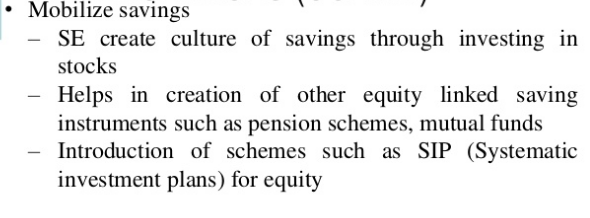 • Mobilize savings
– SE create culture of savings through investing in
stocks
– Helps in creation of other equity linked saving
instruments such as pension schemes, mutual funds
– Introduction of schemes such as SIP (Systematic
investment plans) for equity